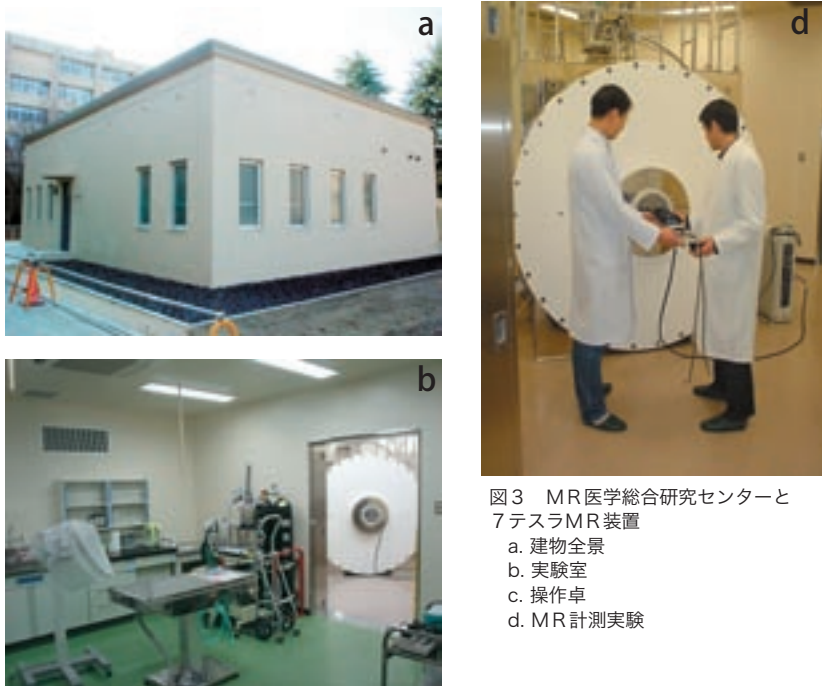 a
b
d
図３　ＭＲ医学総合研究センターと
７テスラＭＲ装置
a. 建物全景
b. 実験室
c. 操作卓
d. ＭＲ計測実験